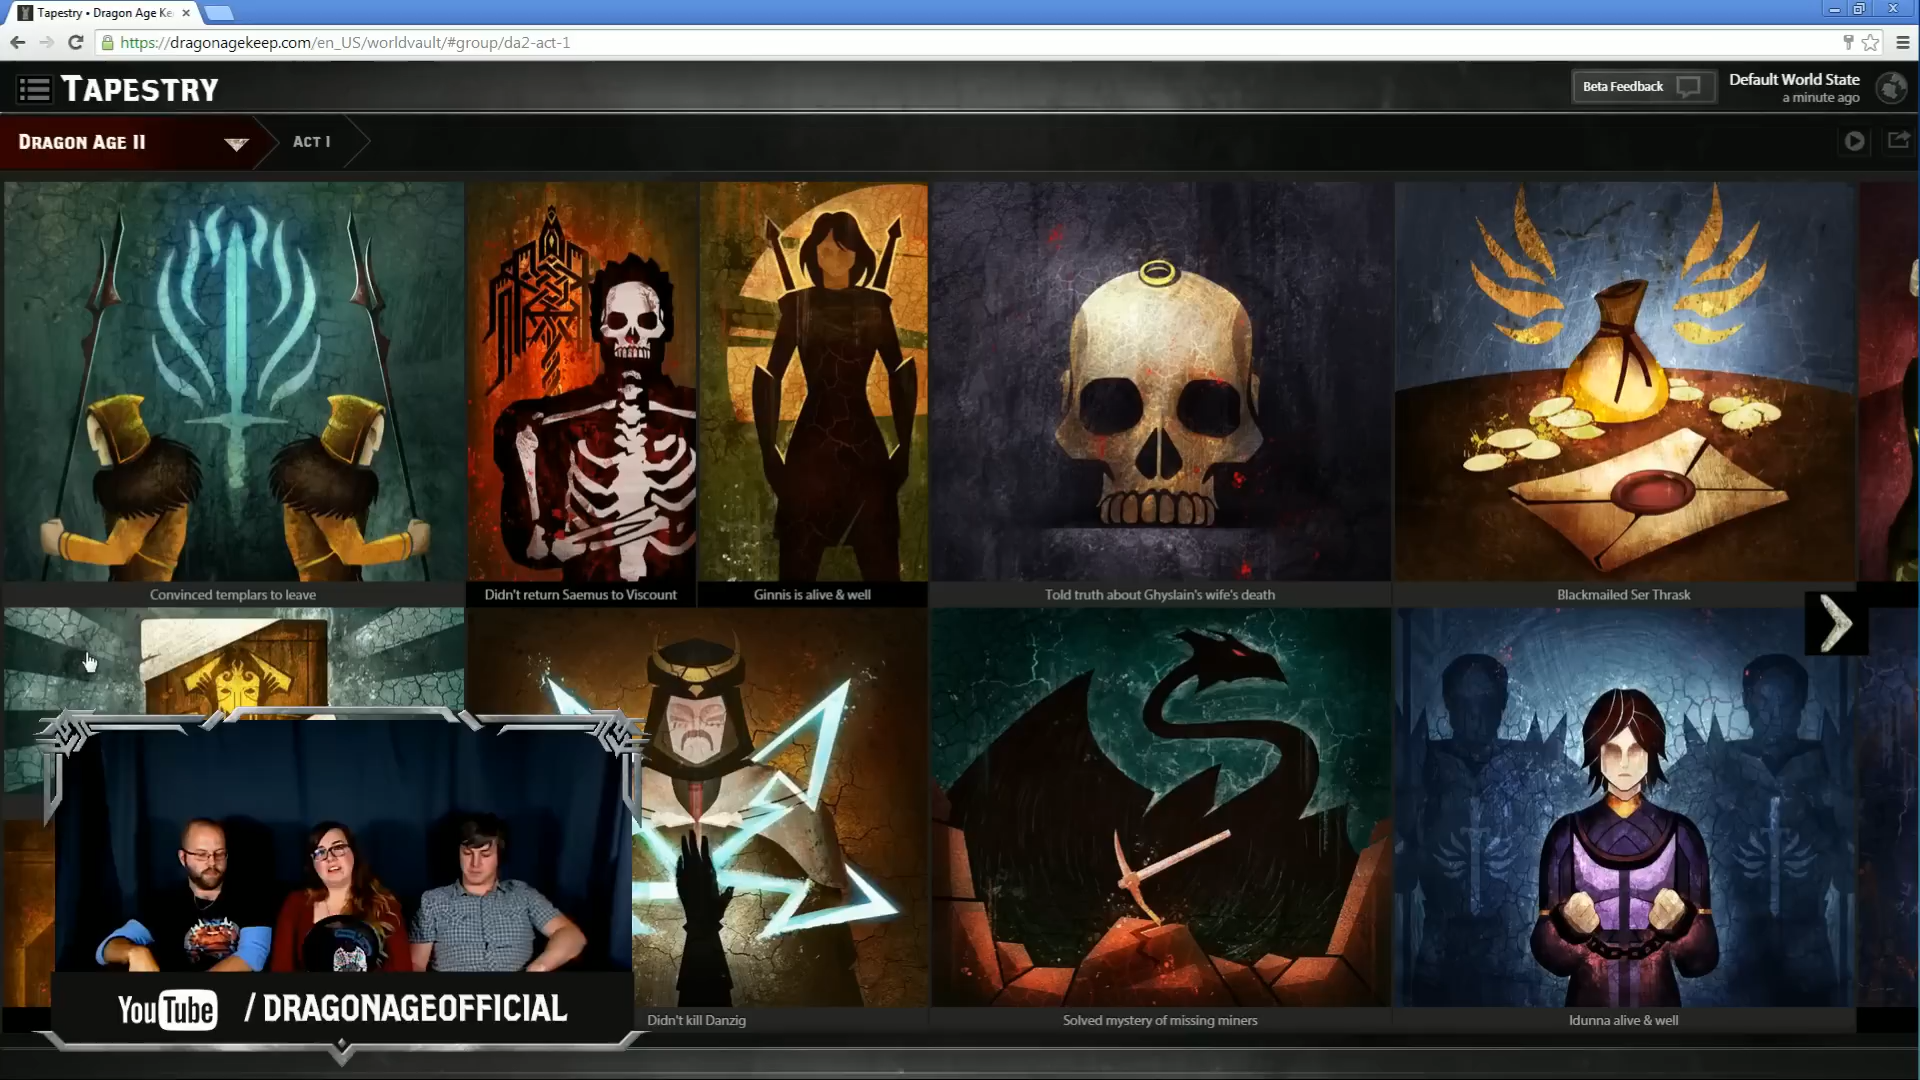 Tapestry • Dragon Age Ke
https://dragonagekeep.com/en_US/worldvault/#group/da2-act-1
TAPESTRY
Beta Feedback
Default World State
a minute ago
DRAGON AGE II
ACT I
Convinced templars to leave
Didn't return Saemus to Viscount
Ginnis is alive & well
Told truth about Ghyslain's wife's death
Blackmailed Ser Thrask
Didn't kill Danzig
Solved mystery of missing miners
Idunna alive & well
YouTube / DRAGONAGEOFFICIAL